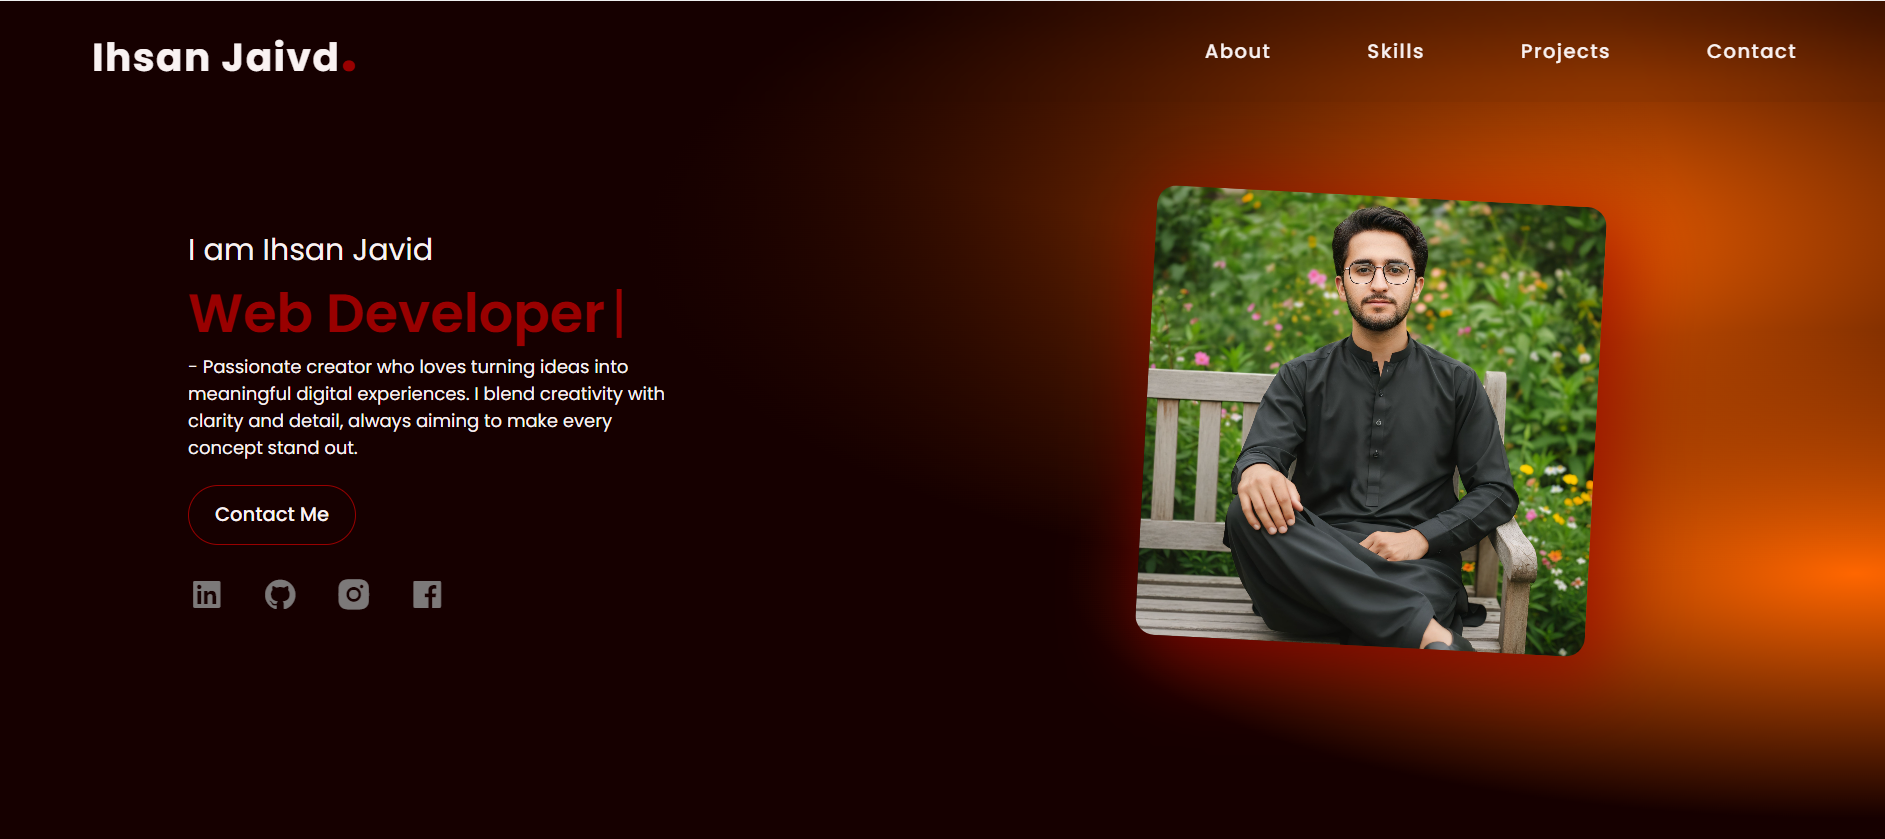 Ihsan Jaivd.
About Skills Projects Contact
I am Ihsan Javid
Web Developer|
- Passionate creator who loves turning ideas into
meaningful digital experiences. I blend creativity with
clarity and detail, always aiming to make every
concept stand out.
Contact Me